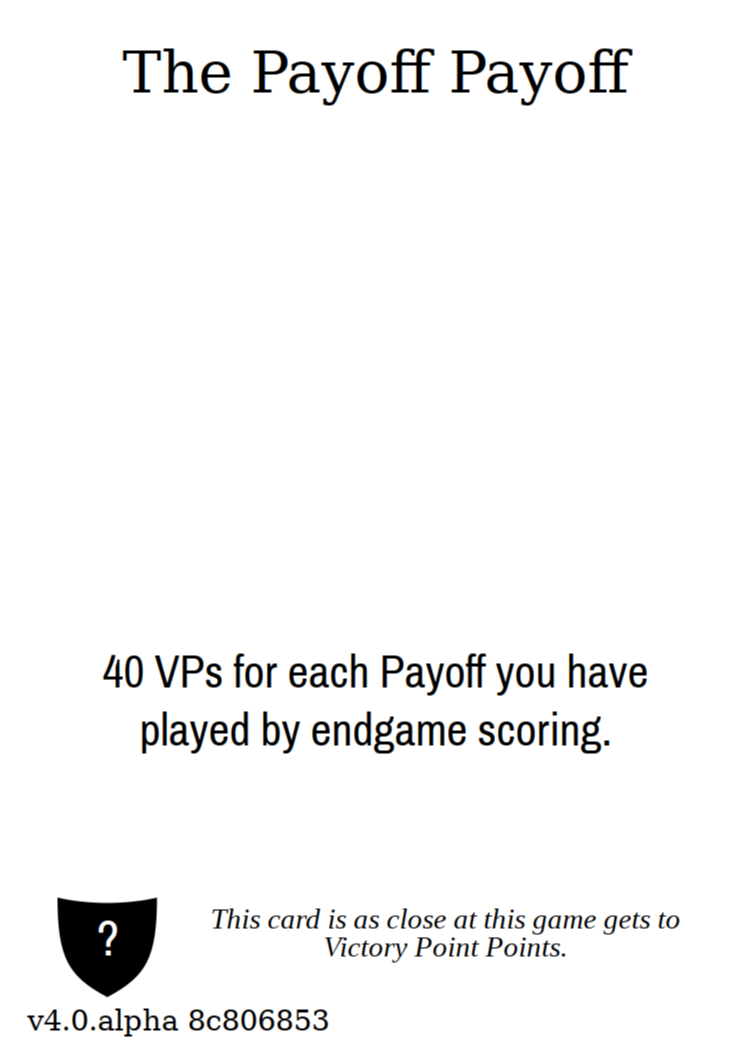 The Payoff Payoff
40 VPs for each Payoff you have
played by endgame scoring.
?
This card is as close at this game gets to
Victory Point Points.
v4.0.alpha 8c806853